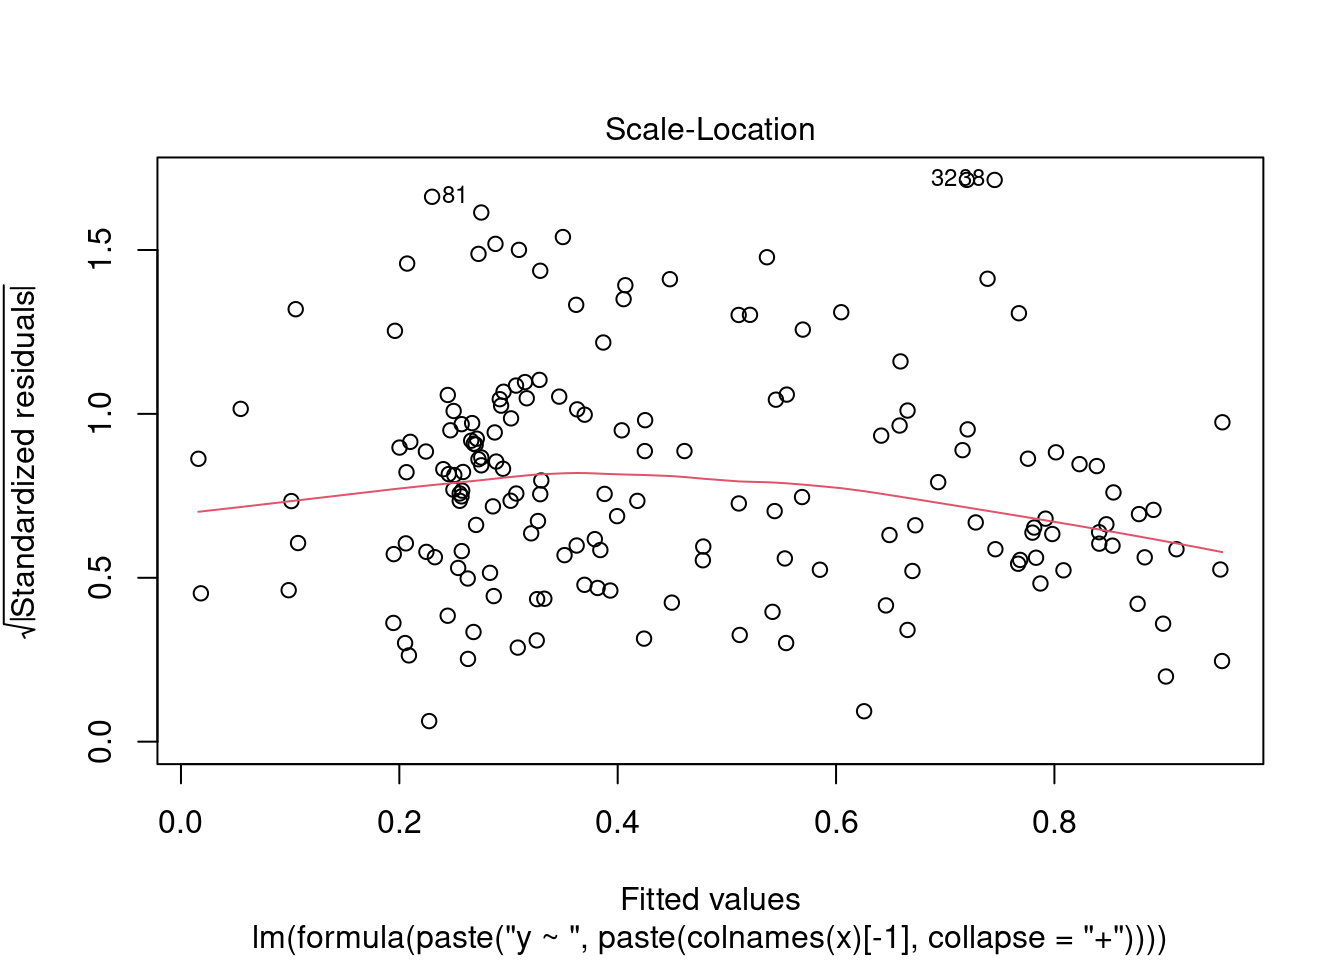 Scale-Location
81
3238
√|Standardized residuals|
0.0 0.5 1.0 1.5
0.0 0.2 0.4 0.6 0.8
Fitted values
lm(formula(paste("y ~ ", paste(colnames(x)[-1], collapse = "+"))))